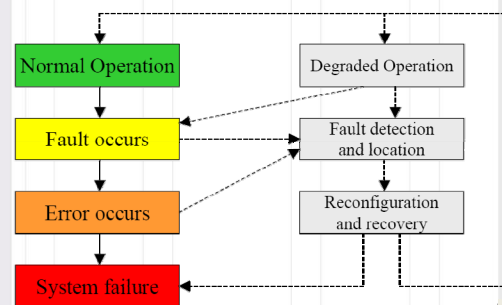 Normal Operation
Degraded Operation
Fault occurs
Fault detection
and location
Error occurs
Reconfiguration
and recovery
System failure